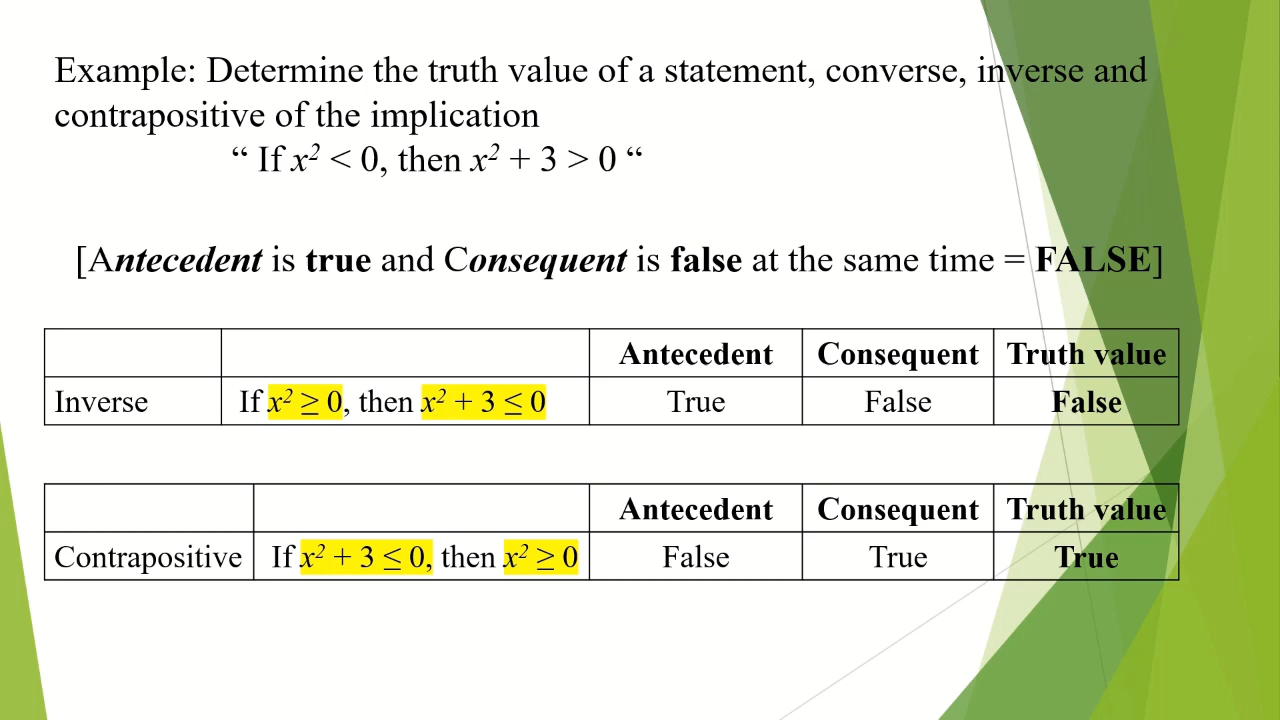 Example: Determine the truth value of a statement, converse, inverse and
contrapositive of the implication
“ If x² < 0, then x² + 3 > 0 “
[Antecedent is true and Consequent is false at the same time = FALSE]
Antecedent Consequent Truth value
Inverse If x² ≥ 0, then x² + 3 ≤ 0 True False False
Antecedent Consequent Truth value
Contrapositive If x² + 3 ≤ 0, then x² ≥ 0 False True True